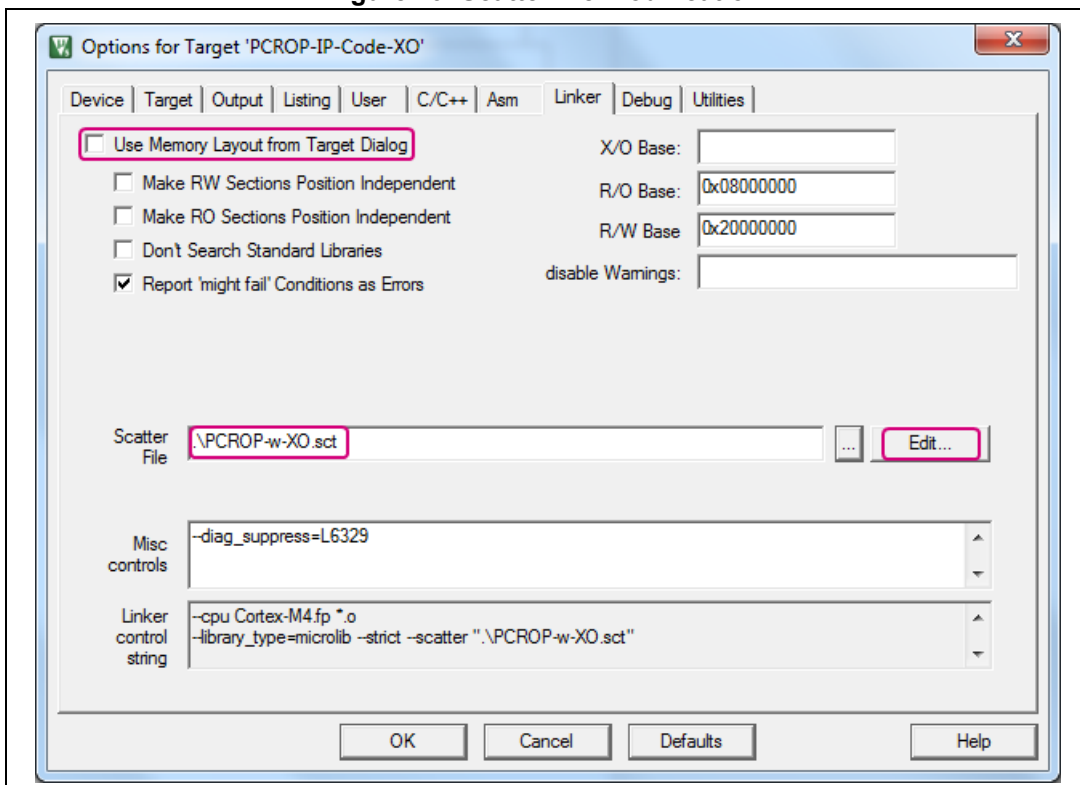 Options for Target 'PCROP-IP-Code-XO'
Device Target Output Listing User C/C++ Asm Linker Debug Utilities
Use Memory Layout from Target Dialog
X/O Base:
Make RW Sections Position Independent
R/O Base: 0x08000000
Make RO Sections Position Independent
R/W Base 0x20000000
Don't Search Standard Libraries
disable Warnings:
Report 'might fail' Conditions as Errors
Scatter
File
.\PCROP-w-XO.sct
...
Edit...
Misc
controls
--diag_suppress=L6329
Linker
control
string
--cpu Cortex-M4.fp *.o
--library_type=microlib --strict --scatter ".\PCROP-w-XO.sct"
OK Cancel Defaults Help